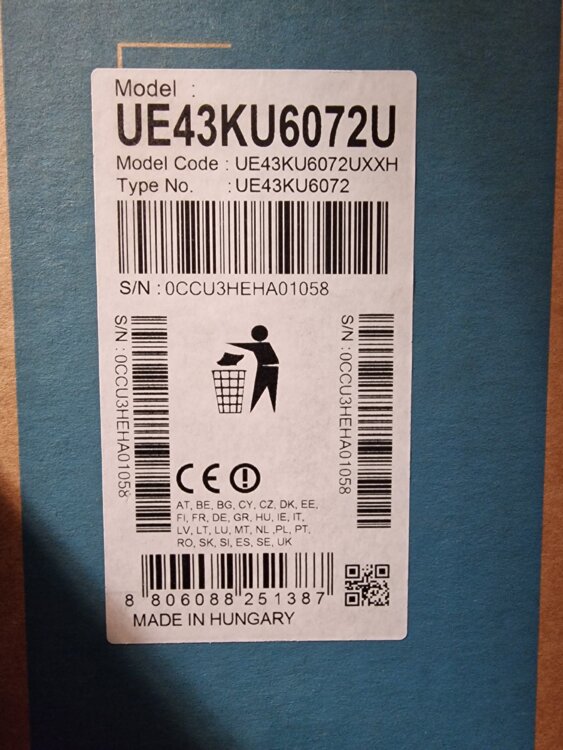 Model :
UE43KU6072U
Model Code : UE43KU6072UXXH
Type No. : UE43KU6072
S/N : 0CCU3HEHA01058
S/N : 0CCU3HEHA01058
S/N : 0CCU3HEHA01058
CE
AT, BE, BG, CY, CZ, DK, EE,
FI, FR, DE, GR, HU, IE, IT,
LV, LT, LU, MT, NL ,PL, PT,
RO, SK, SI, ES, SE, UK
8 806088 251387
MADE IN HUNGARY